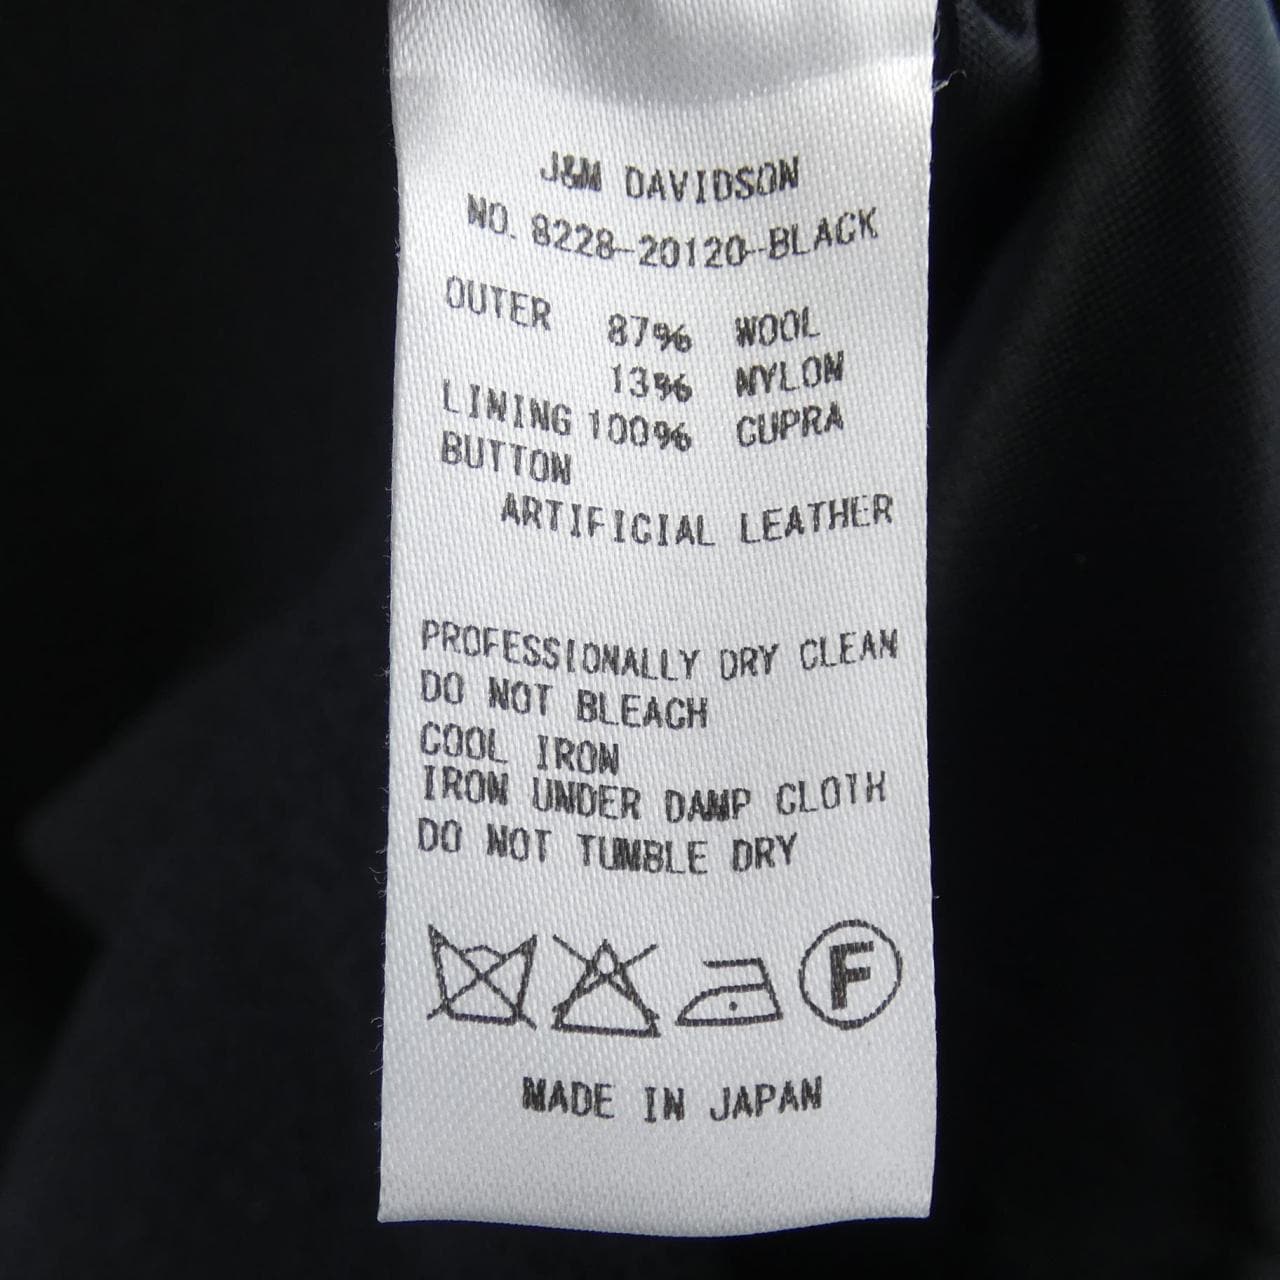 J&M DAVIDSON
NO. 8228-20120-BLACK
OUTER 87% WOOL
13% NYLON
LINING 100% CUPRA
BUTTON
ARTIFICIAL LEATHER
PROFESSIONALLY DRY CLEAN
DO NOT BLEACH
COOL IRON
IRON UNDER DAMP CLOTH
DO NOT TUMBLE DRY
F
MADE IN JAPAN